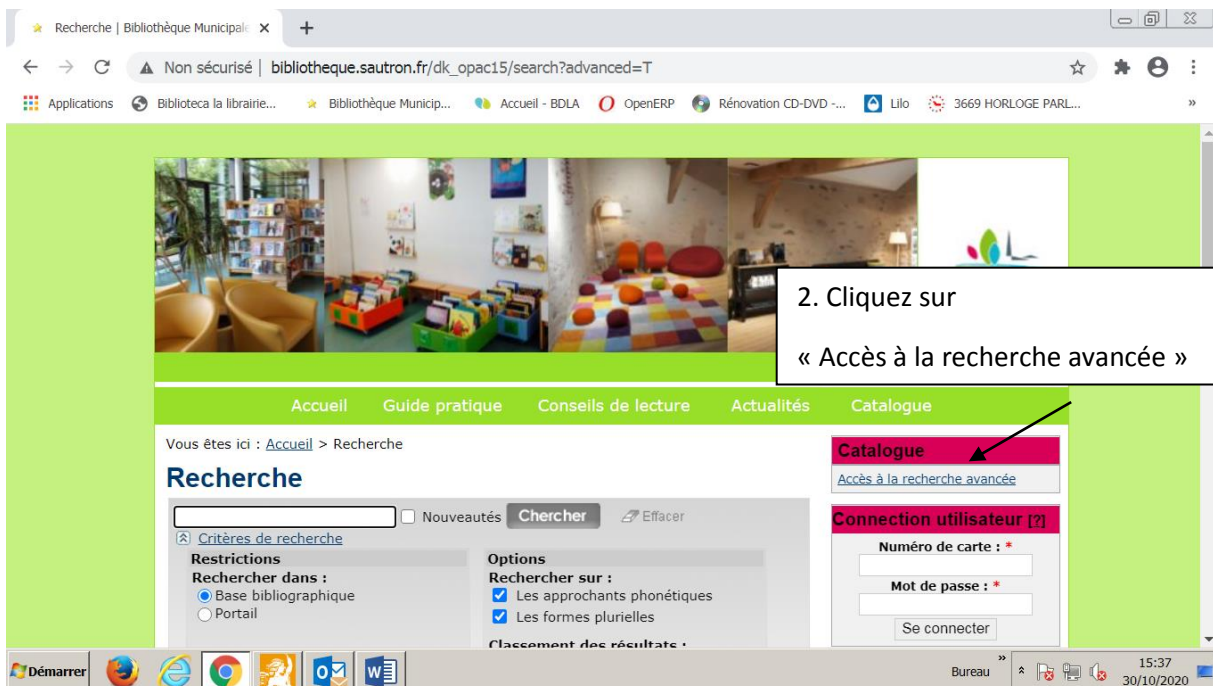 Recherche | Bibliothèque Municipale
Non sécurisé | bibliotheque.sautron.fr/dk_opac15/search?advanced=T
Applications Biblioteca la librairie... Bibliothèque Municip... Accueil - BDLA OpenERP Rénovation CD-DVD -... Lilo 3669 HORLOGE PARL... »
2. Cliquez sur
« Accès à la recherche avancée »
Accueil Guide pratique Conseils de lecture Actualités Catalogue
Vous êtes ici : Accueil > Recherche
Recherche
Nouveautés Chercher Effacer
Critères de recherche
Restrictions
Rechercher dans :
Base bibliographique
Portail
Options
Rechercher sur :
Les approchants phonétiques
Les formes plurielles
Classement des résultats :
Catalogue
Accès à la recherche avancée
Connection utilisateur [?]
Numéro de carte : *
Mot de passe : *
Se connecter
Démarrer
Bureau »
15:37
30/10/2020